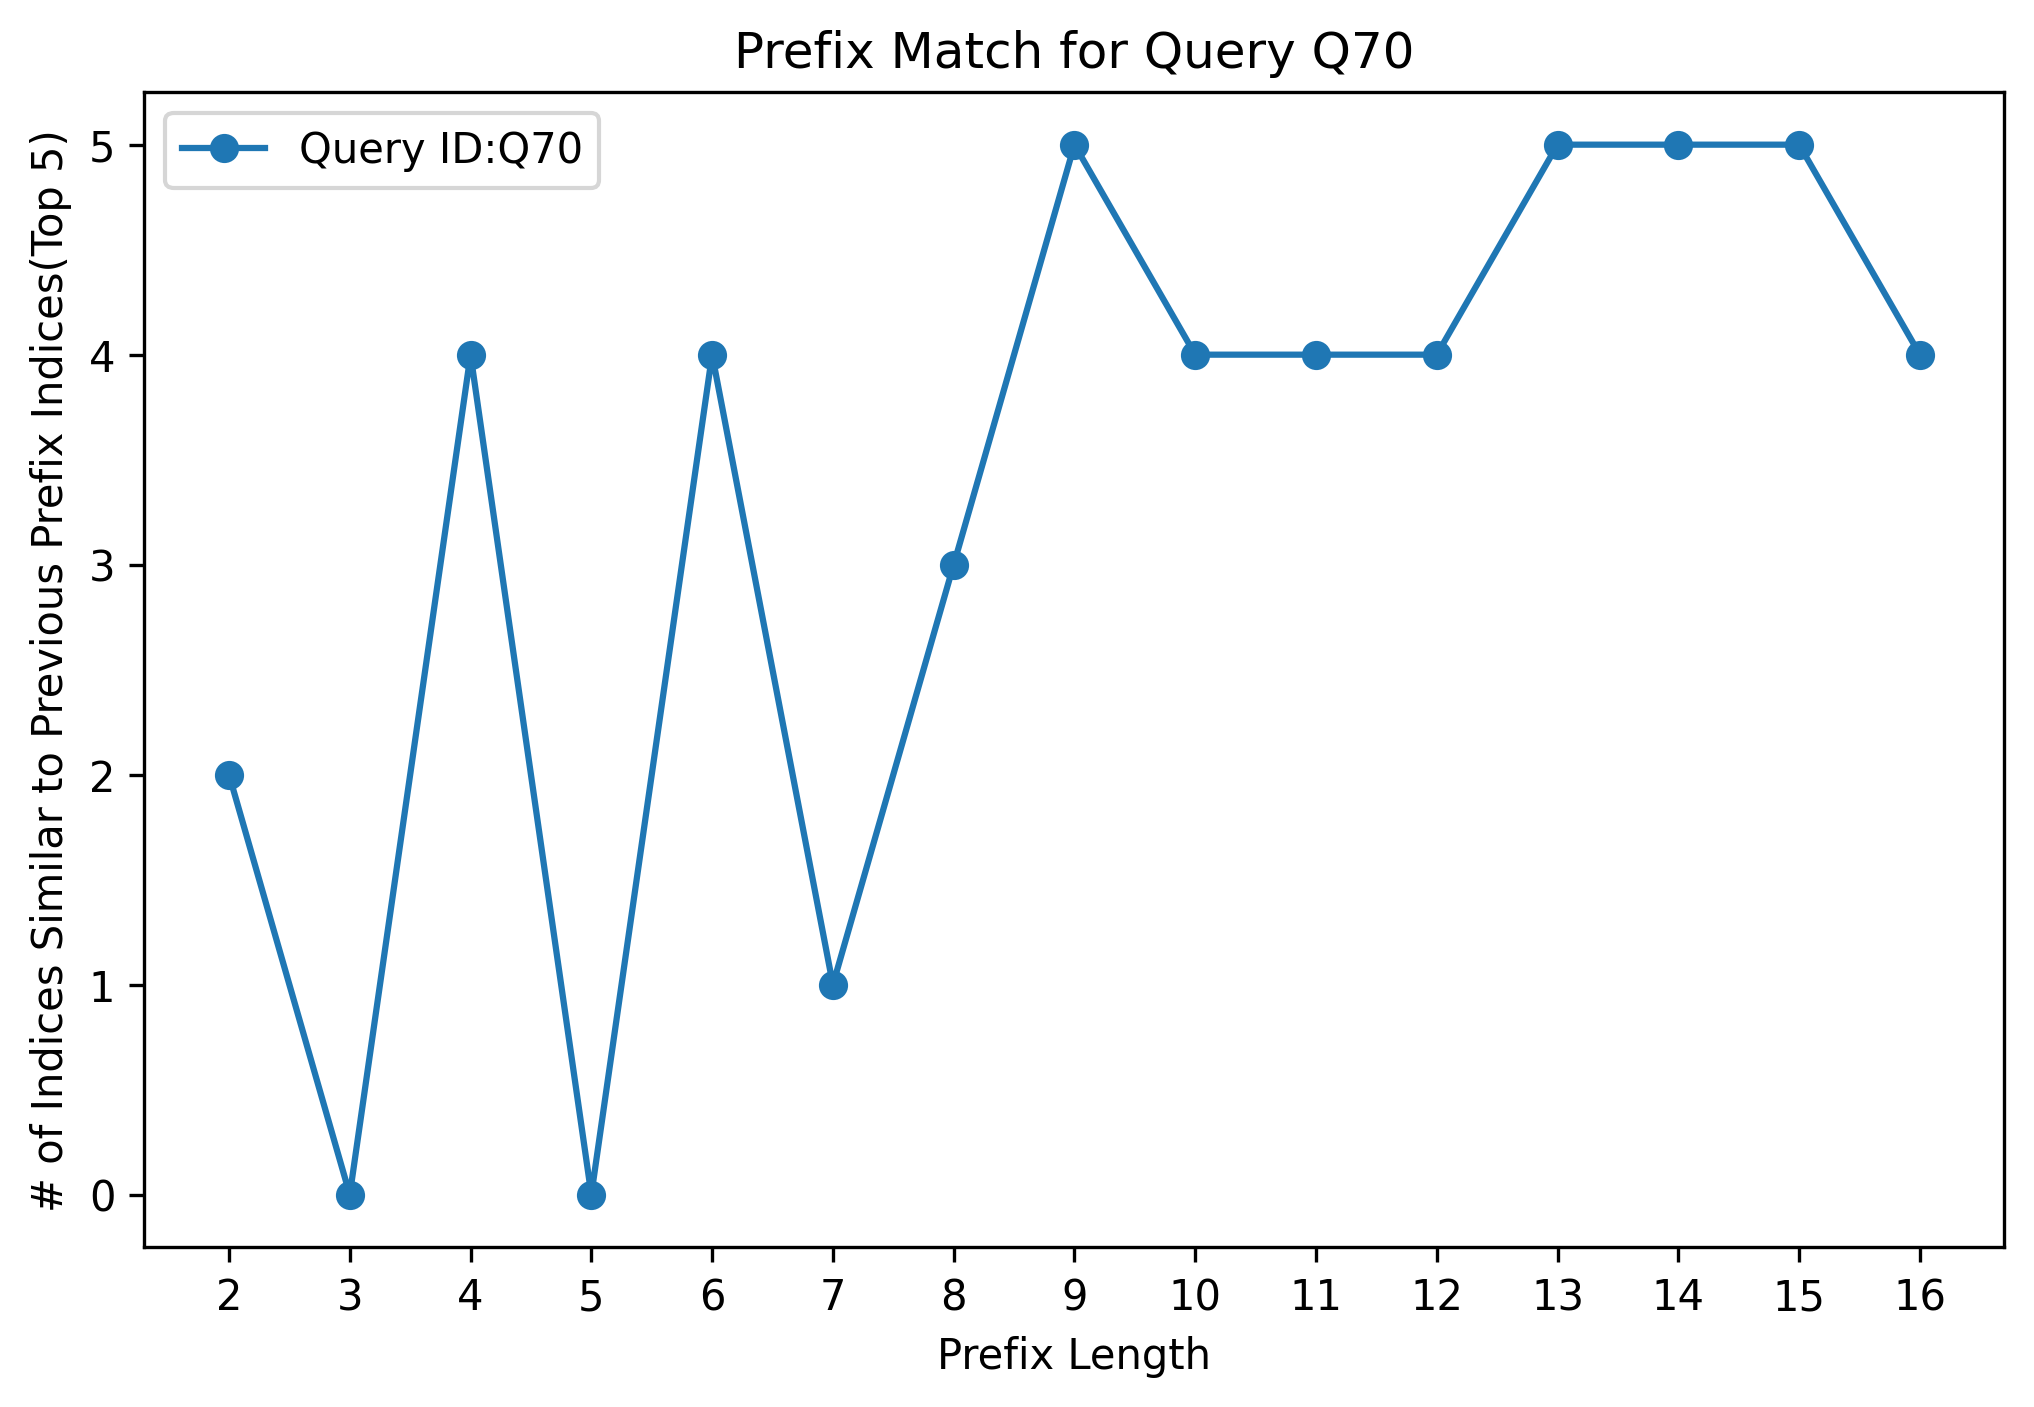 Prefix Match for Query Q70
Query ID:Q70
# of Indices Similar to Previous Prefix Indices(Top 5)
5
4
3
2
1
0
2 3 4 5 6 7 8 9 10 11 12 13 14 15 16
Prefix Length